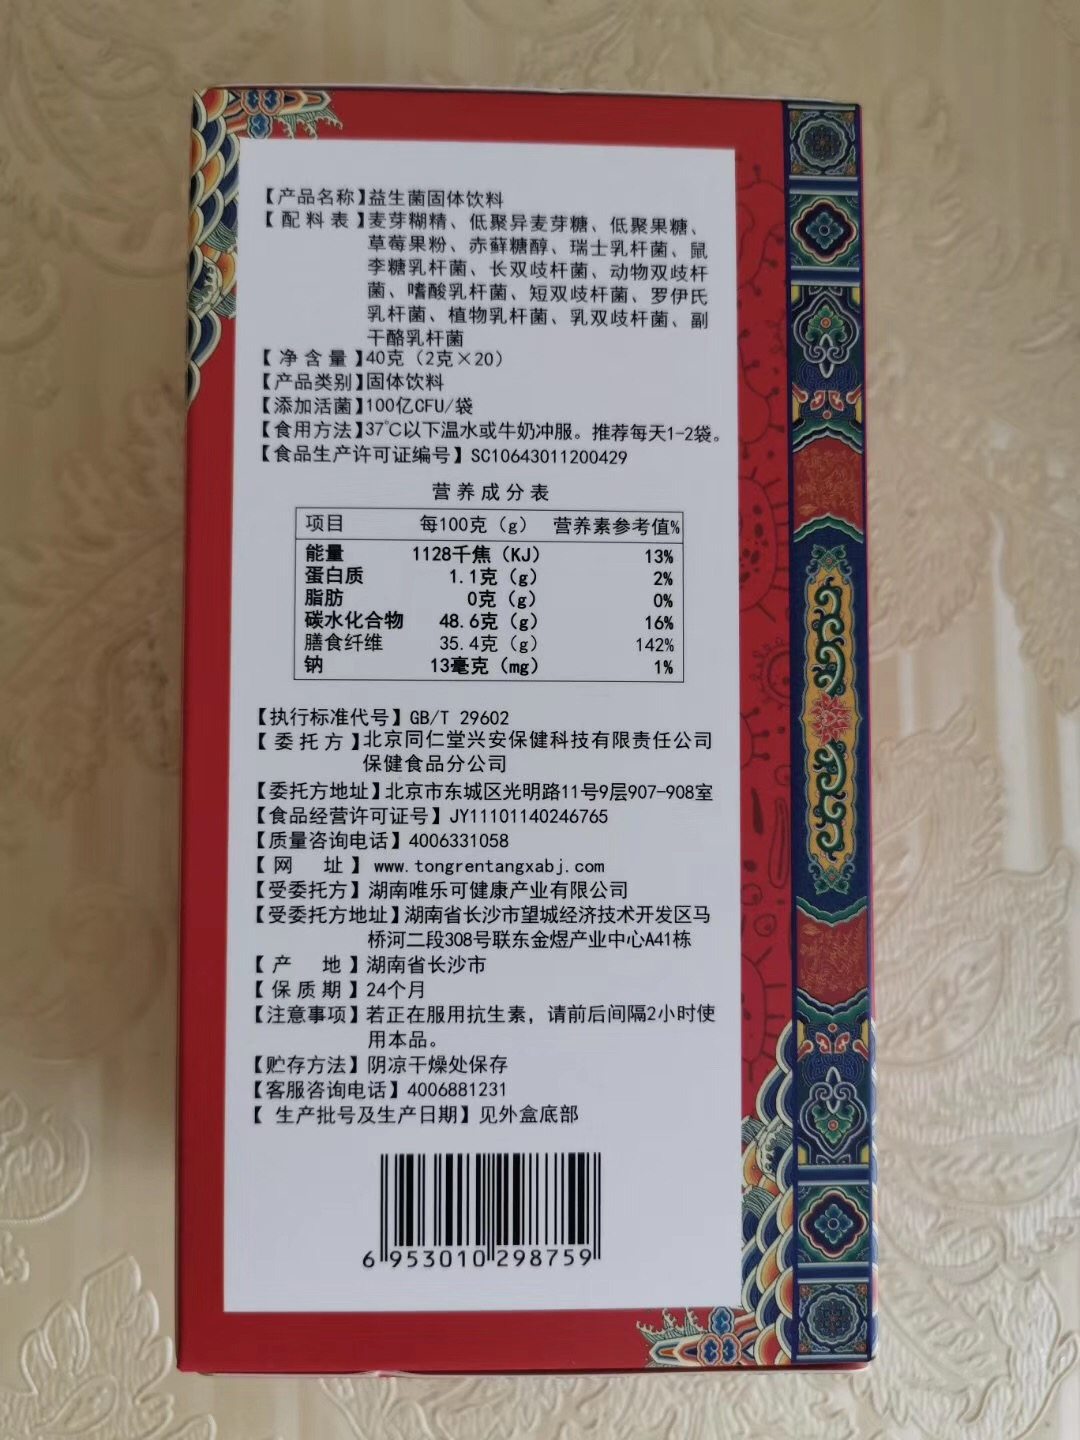 【产品名称】益生菌固体饮料
【配料表】麦芽糊精、低聚异麦芽糖、低聚果糖、
草莓果粉、赤藓糖醇、瑞士乳杆菌、鼠
李糖乳杆菌、长双歧杆菌、动物双歧杆
菌、嗜酸乳杆菌、短双歧杆菌、罗伊氏
乳杆菌、植物乳杆菌、乳双歧杆菌、副
干酪乳杆菌
【净含量】40克（2克×20）
【产品类别】固体饮料
【添加活菌】100亿CFU/袋
【食用方法】37℃以下温水或牛奶冲服。推荐每天1-2袋。
【食品生产许可证编号】SC10643011200429
营养成分表
项目 每100克（g） 营养素参考值%
能量 1128千焦（KJ） 13%
蛋白质 1.1克（g） 2%
脂肪 0克（g） 0%
碳水化合物 48.6克（g） 16%
膳食纤维 35.4克（g） 142%
钠 13毫克（mg） 1%
【执行标准代号】GB/T 29602
【委托方】北京同仁堂兴安保健科技有限责任公司
保健食品分公司
【委托方地址】北京市东城区光明路11号9层907-908室
【食品经营许可证号】JY11101140246765
【质量咨询电话】4006331058
【网 址】www.tongrentangxabj.com
【受委托方】湖南唯乐可健康产业有限公司
【受委托方地址】湖南省长沙市望城经济技术开发区马
桥河二段308号联东金煜产业中心A41栋
【产 地】湖南省长沙市
【保质期】24个月
【注意事项】若正在服用抗生素，请前后间隔2小时使
用本品。
【贮存方法】阴凉干燥处保存
【客服咨询电话】4006881231
【 生产批号及生产日期】见外盒底部
6 953010 298759